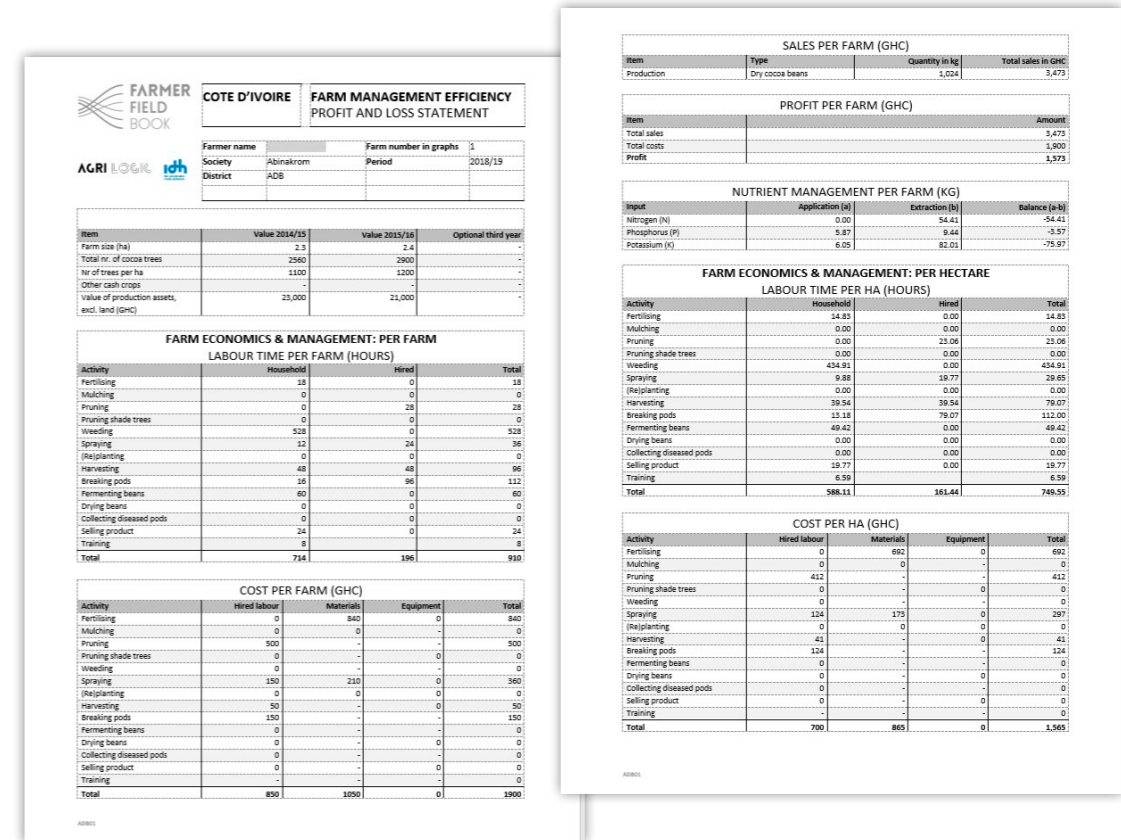 FARMER
FIELD
BOOK
COTE D'IVOIRE FARM MANAGEMENT EFFICIENCY
PROFIT AND LOSS STATEMENT
AGRI LOGIC idh
Farmer name Farm number in graphs 1
Society Abinakrom Period 2018/19
District ADB
Item Value 2014/15 Value 2015/16 Optional third year
Farm size (ha) 2.3 2.4 -
Total nr. of cocoa trees 2560 2900 -
Nr of trees per ha 1100 1200 -
Other cash crops - - -
Value of production assets, 23,000 21,000 -
excl. land (GHC)
FARM ECONOMICS & MANAGEMENT: PER FARM
LABOUR TIME PER FARM (HOURS)
Activity Household Hired Total
Fertilising 18 0 18
Mulching 0 0 0
Pruning 0 28 28
Pruning shade trees 0 0 0
Weeding 528 0 528
Spraying 12 24 36
(Re)planting 0 0 0
Harvesting 48 48 96
Breaking pods 16 96 112
Fermenting beans 60 0 60
Drying beans 0 0 0
Collecting diseased pods 0 0 0
Selling product 24 0 24
Training 8 8
Total 714 196 910
COST PER FARM (GHC)
Activity Hired labour Materials Equipment Total
Fertilising 0 840 0 840
Mulching 0 0 - 0
Pruning 500 - - 500
Pruning shade trees 0 - 0 0
Weeding 0 - - 0
Spraying 150 210 0 360
(Re)planting 0 0 0 0
Harvesting 50 - 0 50
Breaking pods 150 - - 150
Fermenting beans 0 - - 0
Drying beans 0 - 0 0
Collecting diseased pods 0 - - 0
Selling product 0 - 0 0
Training - - - 0
Total 850 1050 0 1900
ADB01
SALES PER FARM (GHC)
Item Type Quantity in kg Total sales in GHC
Production Dry cocoa beans 1,024 3,473
PROFIT PER FARM (GHC)
Item Amount
Total sales 3,473
Total costs 1,900
Profit 1,573
NUTRIENT MANAGEMENT PER FARM (KG)
Input Application (a) Extraction (b) Balance (a-b)
Nitrogen (N) 0.00 54.41 -54.41
Phosphorus (P) 5.87 9.44 -3.57
Potassium (K) 6.05 82.01 -75.97
FARM ECONOMICS & MANAGEMENT: PER HECTARE
LABOUR TIME PER HA (HOURS)
Activity Household Hired Total
Fertilising 14.83 0.00 14.83
Mulching 0.00 0.00 0.00
Pruning 0.00 23.06 23.06
Pruning shade trees 0.00 0.00 0.00
Weeding 434.91 0.00 434.91
Spraying 9.88 19.77 29.65
(Re)planting 0.00 0.00 0.00
Harvesting 39.54 39.54 79.07
Breaking pods 13.18 79.07 112.00
Fermenting beans 49.42 0.00 49.42
Drying beans 0.00 0.00 0.00
Collecting diseased pods 0.00 0.00 0.00
Selling product 19.77 0.00 19.77
Training 6.59 6.59
Total 588.11 161.44 749.55
COST PER HA (GHC)
Activity Hired labour Materials Equipment Total
Fertilising 0 692 0 692
Mulching 0 0 - 0
Pruning 412 - - 412
Pruning shade trees 0 - 0 0
Weeding 0 - - 0
Spraying 124 173 0 297
(Re)planting 0 0 0 0
Harvesting 41 - 0 41
Breaking pods 124 - - 124
Fermenting beans 0 - - 0
Drying beans 0 - 0 0
Collecting diseased pods 0 - - 0
Selling product 0 - 0 0
Training - - - 0
Total 700 865 0 1,565
ADB01